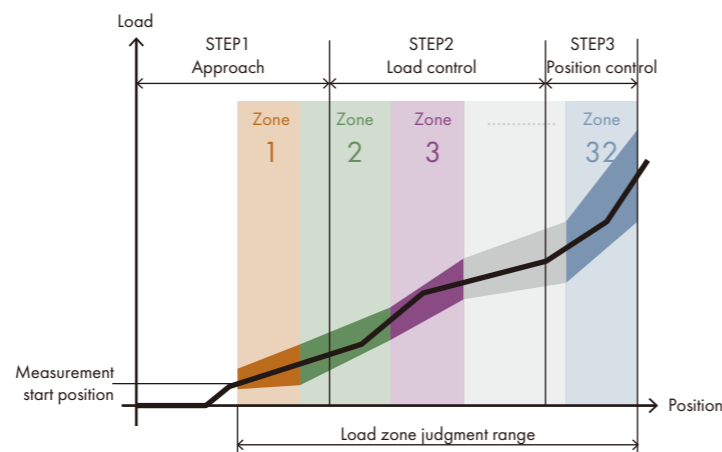 Load
STEP1
Approach
STEP2
Load control
STEP3
Position control
Zone
1
Zone
2
Zone
3
Zone
32
Measurement
start position
Position
Load zone judgment range